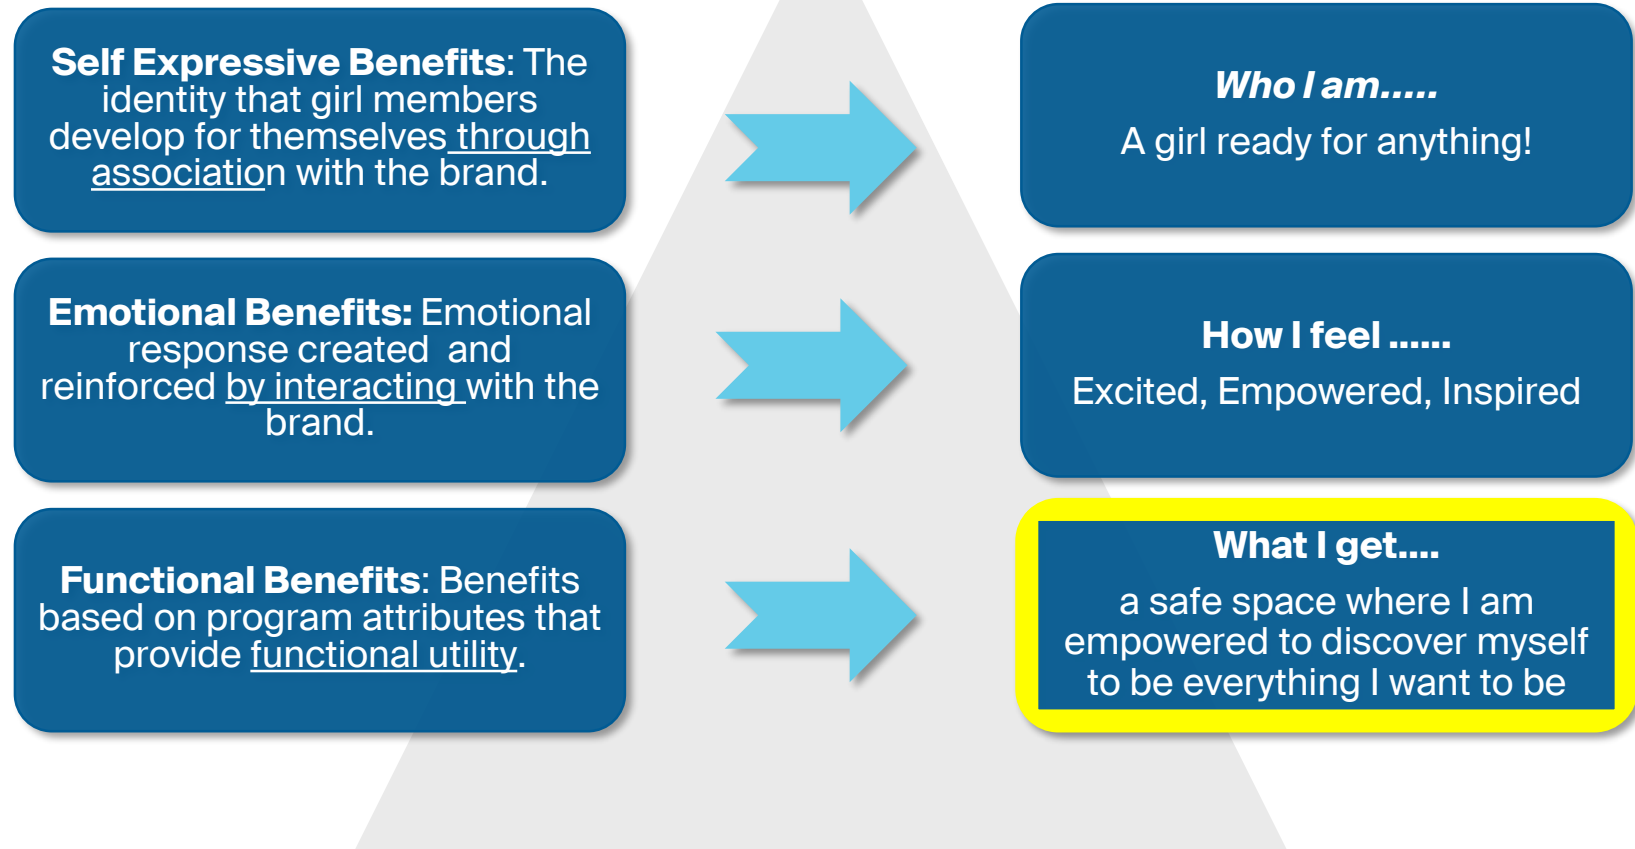 Self Expressive Benefits: The
identity that girl members
develop for themselves through
association with the brand.
Who I am.....
A girl ready for anything!
Emotional Benefits: Emotional
response created  and
reinforced by interacting with the
brand.
How I feel ......
Excited, Empowered, Inspired
Functional Benefits: Benefits
based on program attributes that
provide functional utility.
What I get....
a safe space where I am
empowered to discover myself
to be everything I want to be